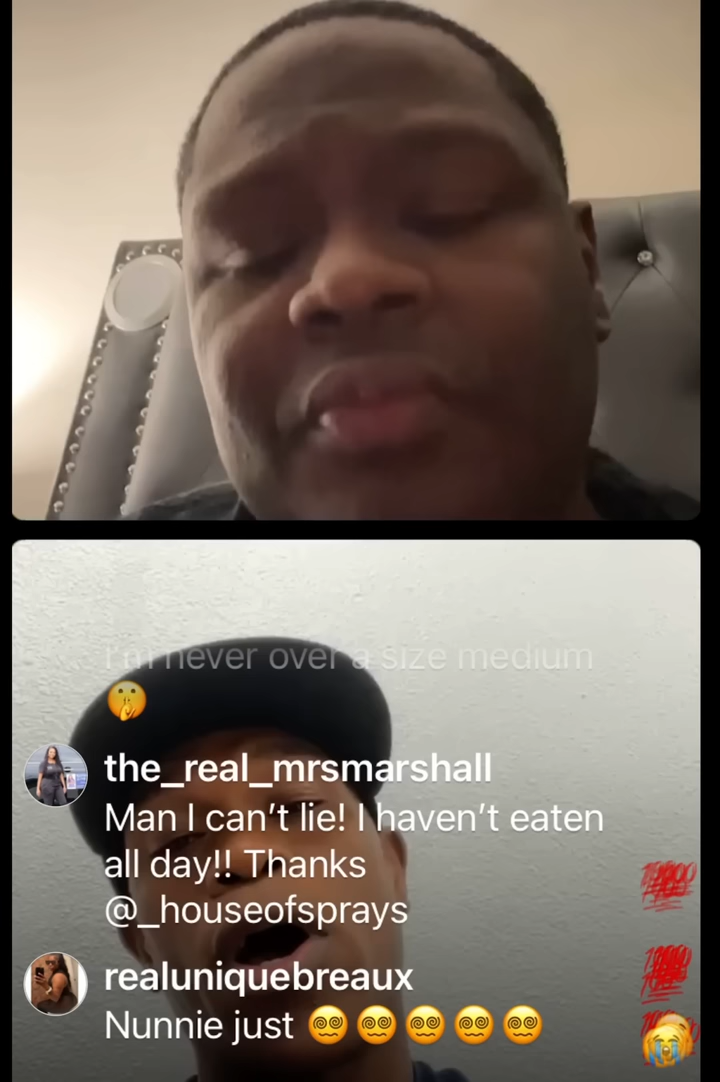 I'm never over a size medium
🤫
the_real_mrsmarshall
Man I can't lie! I haven't eaten
all day!! Thanks
@_houseofsprays
realuniquebreaux
Nunnie just 😵‍💫😵‍💫😵‍💫😵‍💫😵‍💫